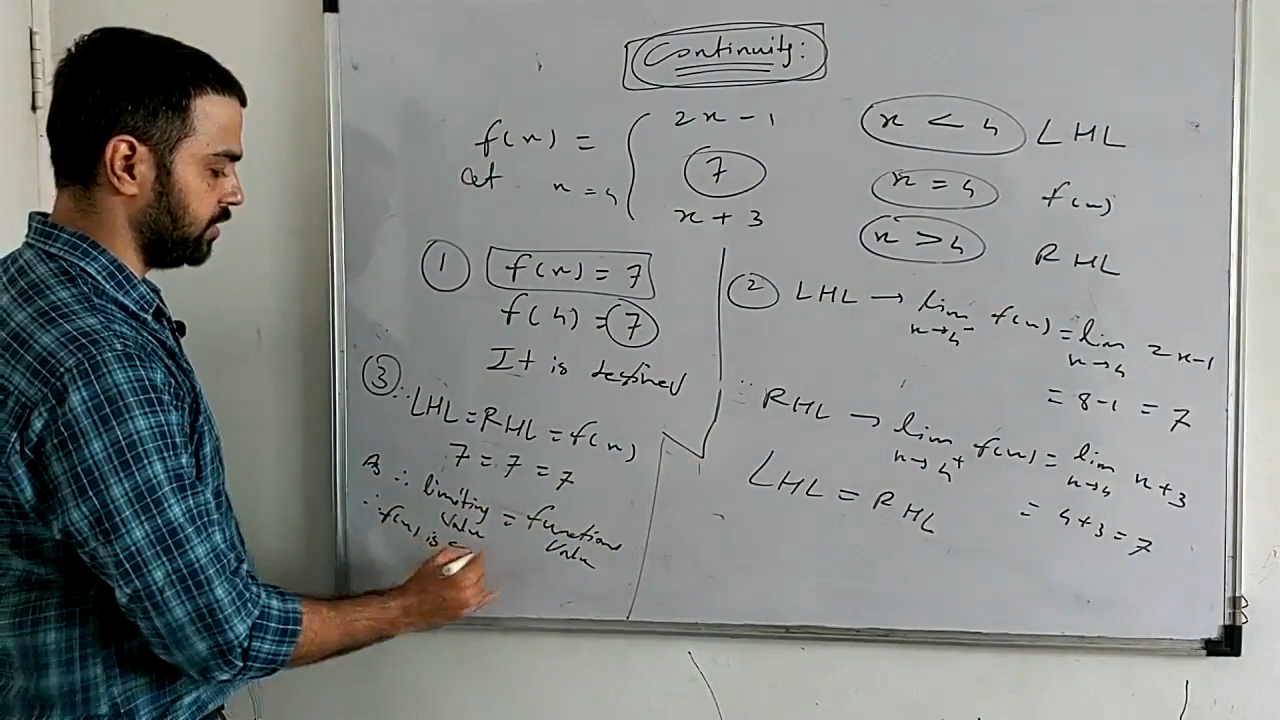 Continuity:
f(x) = { 2x - 1 x < 4 LHL
at x = 4 7 x = 4 f(x)
x + 3 x > 4 RHL
① f(x) = 7
f(4) = 7
It is defined
② LHL → lim x→4⁻ f(x) = lim x→4 2x-1
= 8-1 = 7
∵ RHL → lim x→4⁺ f(x) = lim x→4 x+3
= 4+3 = 7
LHL = RHL
③ ∴ LHL = RHL = f(x)
7 = 7 = 7
∴ limiting value = functions value
∴ f(x) is